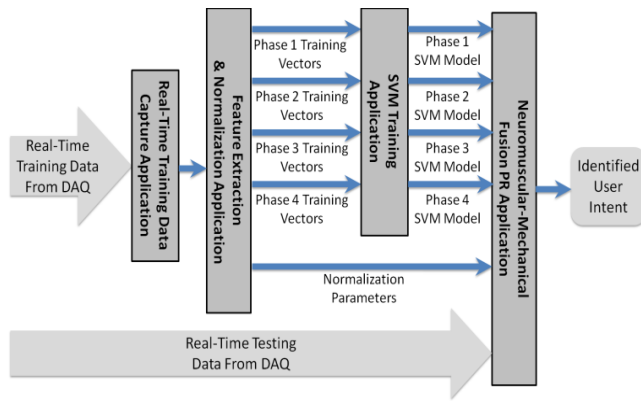 Real-Time
Training Data
From DAQ
Real-Time Training Data
Capture Application
Feature Extraction
& Normalization Application
Phase 1 Training
Vectors
Phase 2 Training
Vectors
Phase 3 Training
Vectors
Phase 4 Training
Vectors
SVM Training
Application
Phase 1
SVM Model
Phase 2
SVM Model
Phase 3
SVM Model
Phase 4
SVM Model
Normalization
Parameters
Neuromuscular-Mechanical
Fusion PR Application
Identified
User
Intent
Real-Time Testing
Data From DAQ